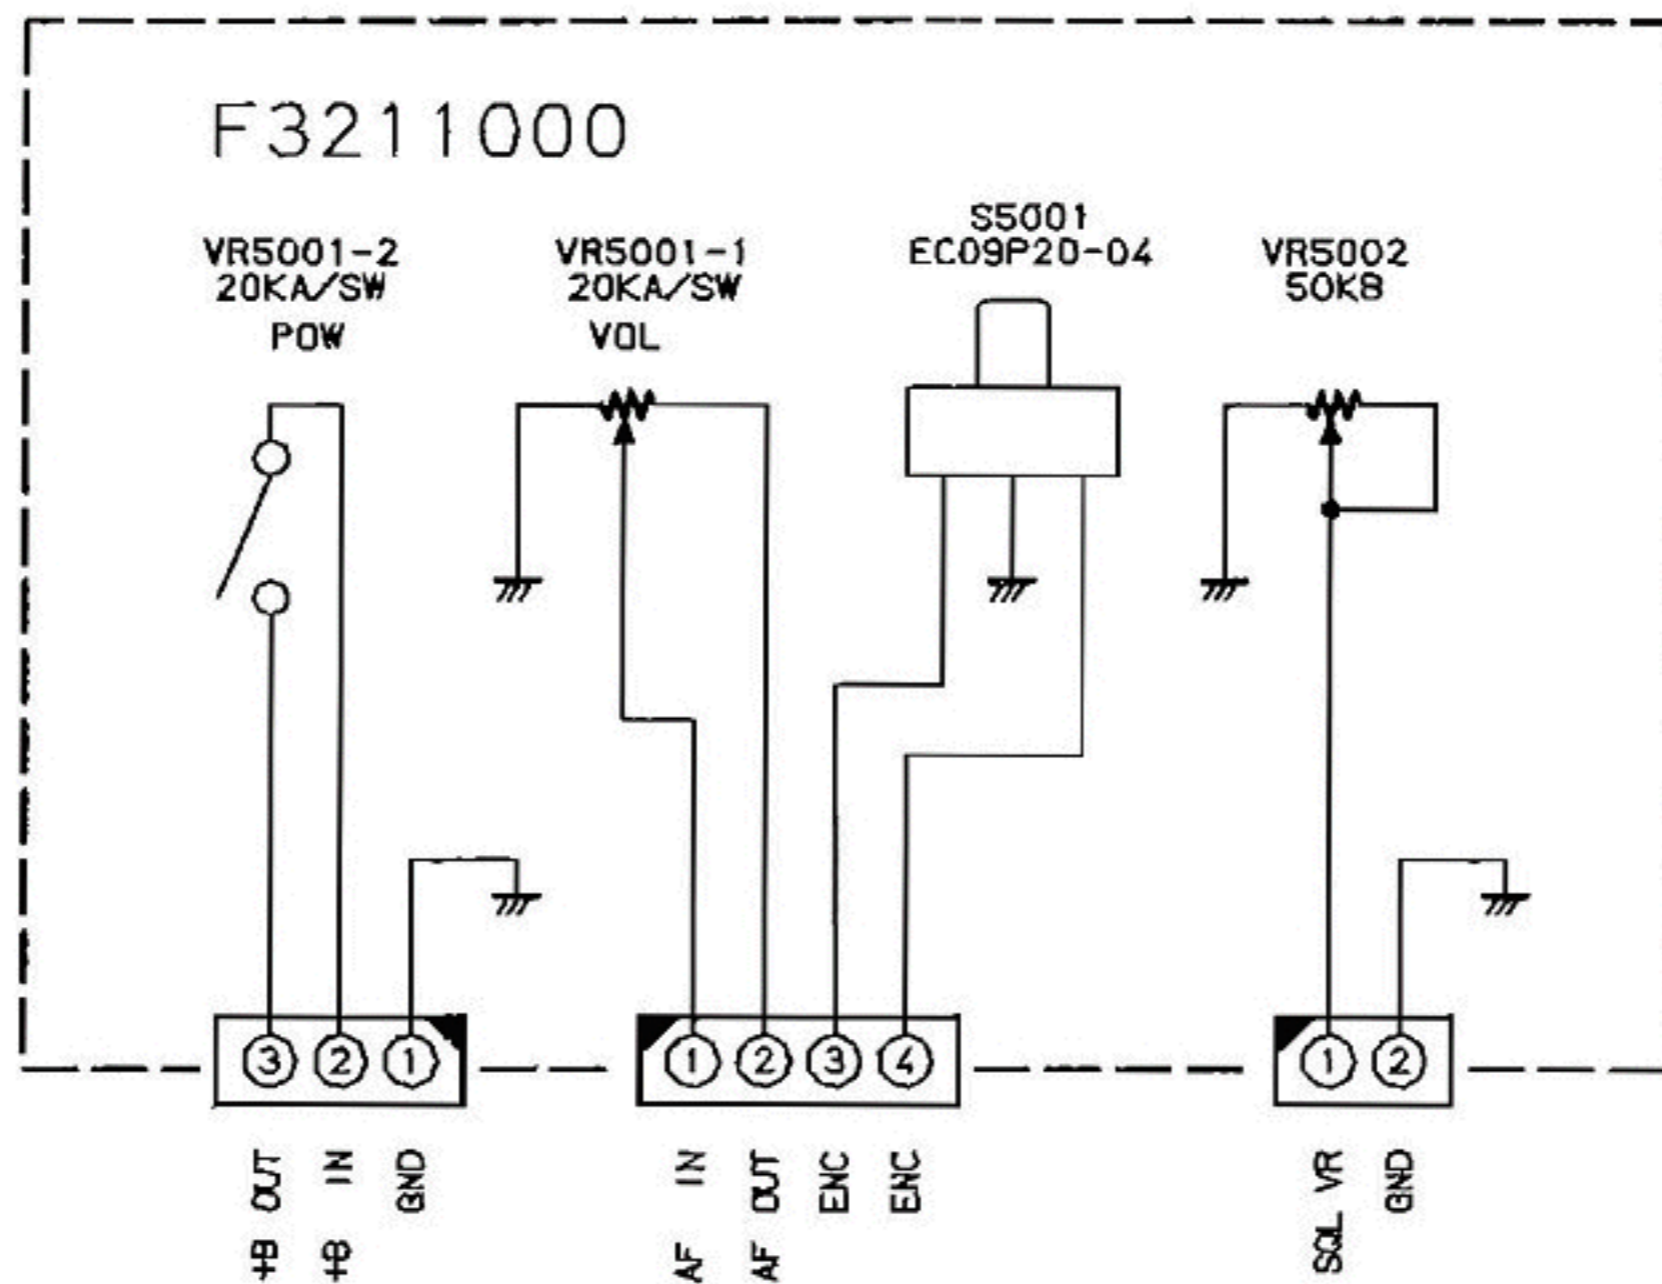 F3211000
VR5001-2
20KA/SW
POW
VR5001-1
20KA/SW
VOL
S5001
EC09P20-04
VR5002
50KB
3 2 1
1 2 3 4
1 2
+B OUT
+B IN
GND
AF IN
AF OUT
ENC
ENC
SQL VR
GND